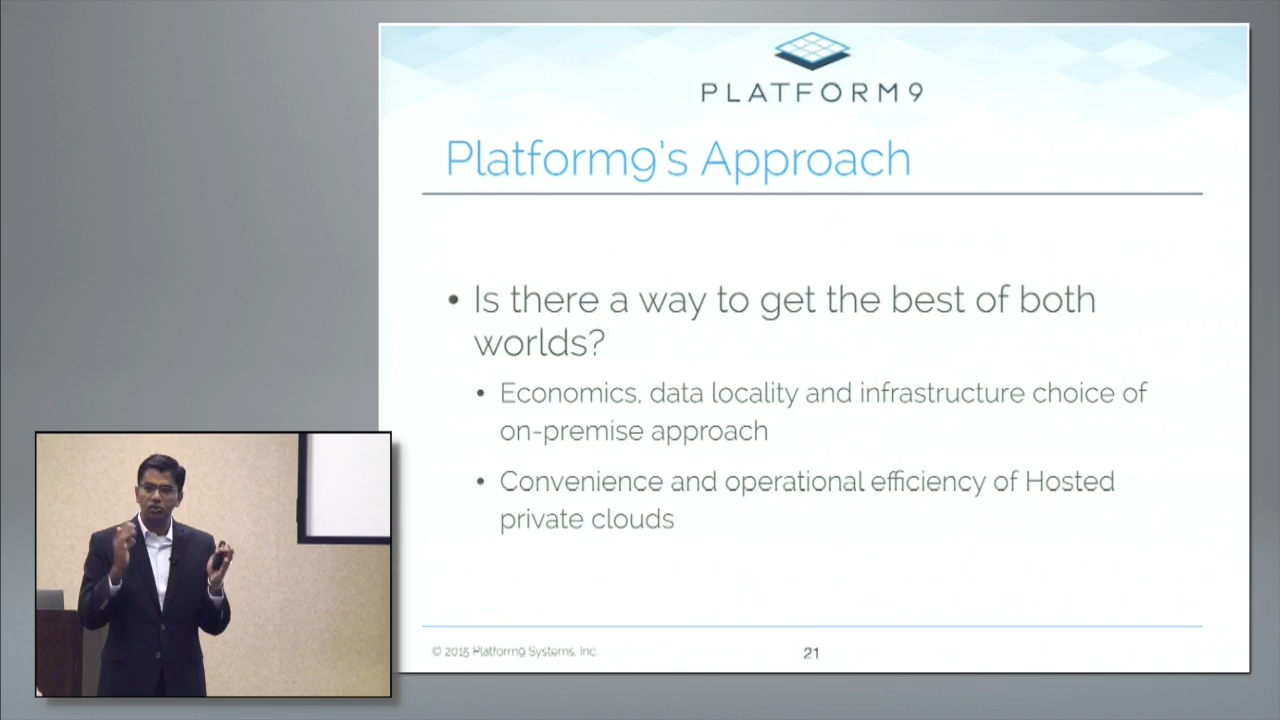 PLATFORM9
Platform9's Approach
• Is there a way to get the best of both
worlds?
• Economics, data locality and infrastructure choice of
on-premise approach
• Convenience and operational efficiency of Hosted
private clouds
© 2015 Platform9 Systems, Inc.
21